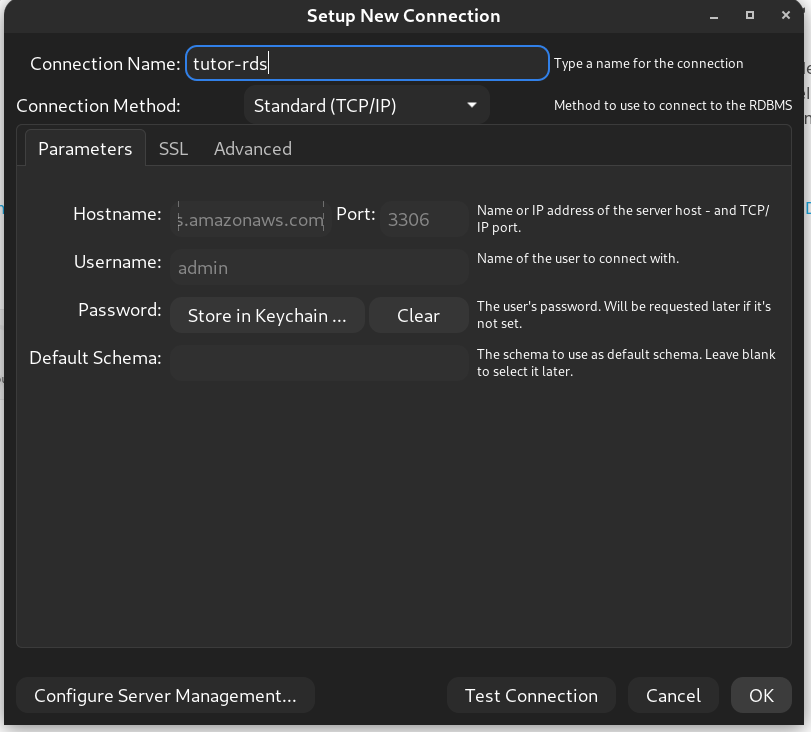 Setup New Connection
Connection Name: tutor-rds Type a name for the connection
Connection Method: Standard (TCP/IP) Method to use to connect to the RDBMS
Parameters SSL Advanced
Hostname: s.amazonaws.com Port: 3306 Name or IP address of the server host - and TCP/
IP port.
Username: admin Name of the user to connect with.
Password: Store in Keychain ... Clear The user's password. Will be requested later if it's
not set.
Default Schema: The schema to use as default schema. Leave blank
to select it later.
Configure Server Management... Test Connection Cancel OK